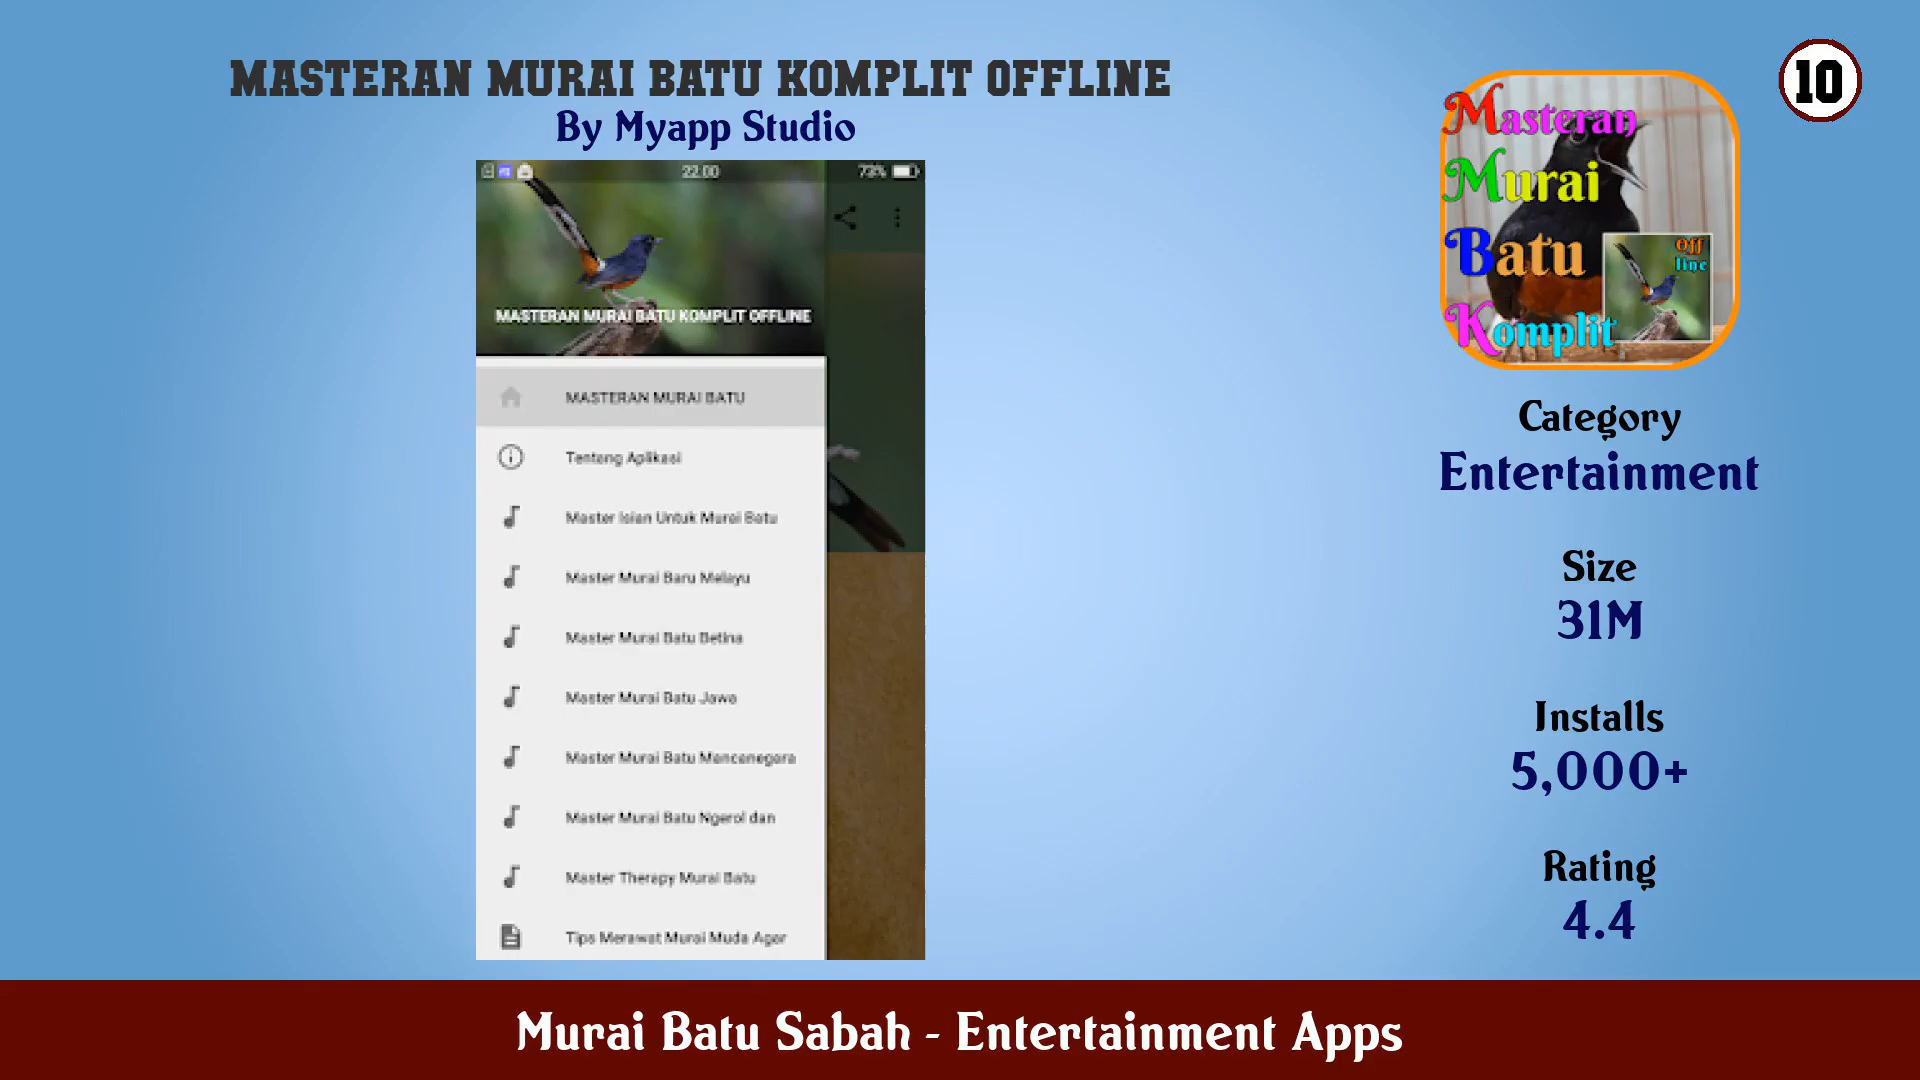 MASTERAN MURAI BATU KOMPLIT OFFLINE
By Myapp Studio
10
22.00
73%
MASTERAN MURAI BATU KOMPLIT OFFLINE
MASTERAN MURAI BATU
Tentang Aplikasi
Master Isian Untuk Murai Batu
Master Murai Baru Melayu
Master Murai Batu Betina
Master Murai Batu Jawa
Master Murai Batu Mancanegara
Master Murai Batu Ngerol dan
Master Therapy Murai Batu
Tips Merawat Murai Muda Agar
Masteran
Murai
Batu
Komplit
Off
line
Category
Entertainment
Size
31M
Installs
5,000+
Rating
4.4
Murai Batu Sabah - Entertainment Apps